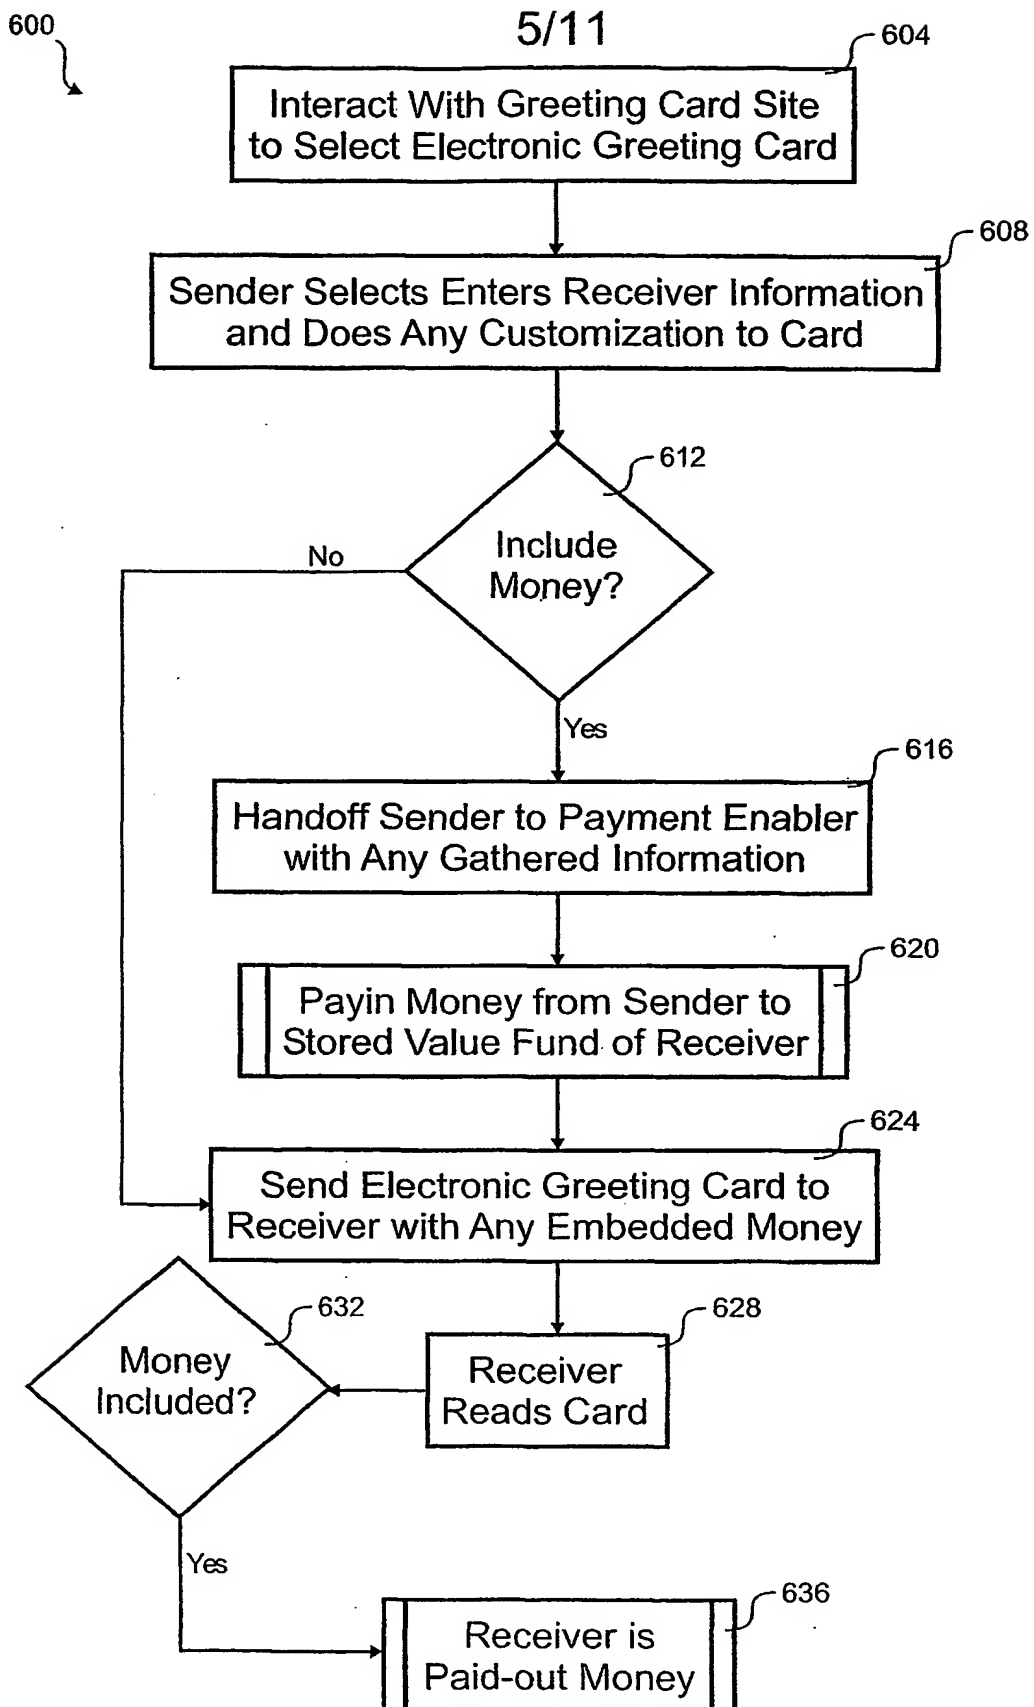 600
5/11
604
Interact With Greeting Card Site
to Select Electronic Greeting Card
608
Sender Selects Enters Receiver Information
and Does Any Customization to Card
612
Include
Money?
No
Yes
616
Handoff Sender to Payment Enabler
with Any Gathered Information
620
Payin Money from Sender to
Stored Value Fund of Receiver
624
Send Electronic Greeting Card to
Receiver with Any Embedded Money
632
Money
Included?
628
Receiver
Reads Card
Yes
636
Receiver is
Paid-out Money